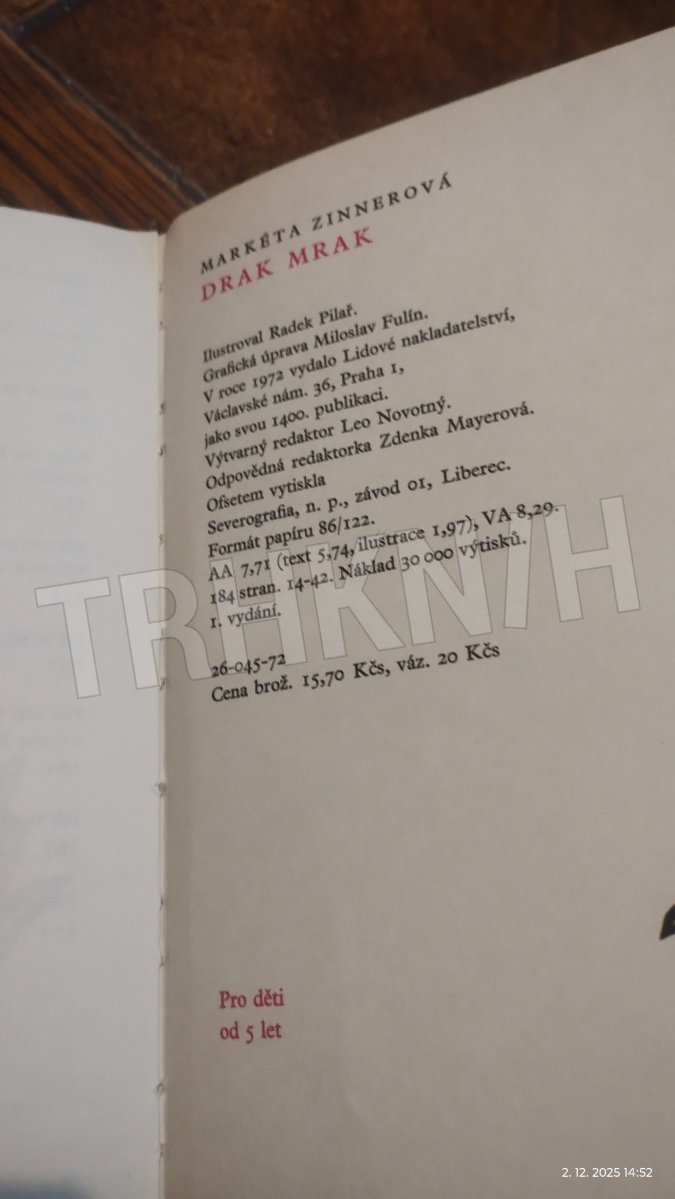 MARKÉTA ZINNEROVÁ
DRAK MRAK
Ilustroval Radek Pilař.
Grafická úprava Miloslav Fulín.
V roce 1972 vydalo Lidové nakladatelství,
Václavské nám. 36, Praha 1,
jako svou 1400. publikaci.
Výtvarný redaktor Leo Novotný.
Odpovědná redaktorka Zdenka Mayerová.
Ofsetem vytiskla
Severografia, n. p., závod 01, Liberec.
Formát papíru 86/122.
AA 7,71 (text 5,74, ilustrace 1,97), VA 8,29.
184 stran. 14-42. Náklad 30 000 výtisků.
1. vydání.
26-045-72
Cena brož. 15,70 Kčs, váz. 20 Kčs
Pro děti
od 5 let
TRHKNIH
2. 12. 2025 14:52